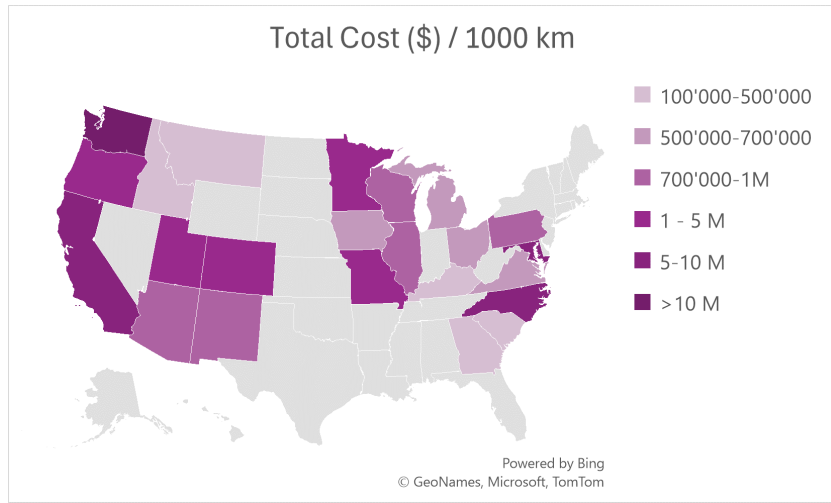 Total Cost ($) / 1000 km
100'000-500'000
500'000-700'000
700'000-1M
1 - 5 M
5-10 M
>10 M
Powered by Bing
© GeoNames, Microsoft, TomTom